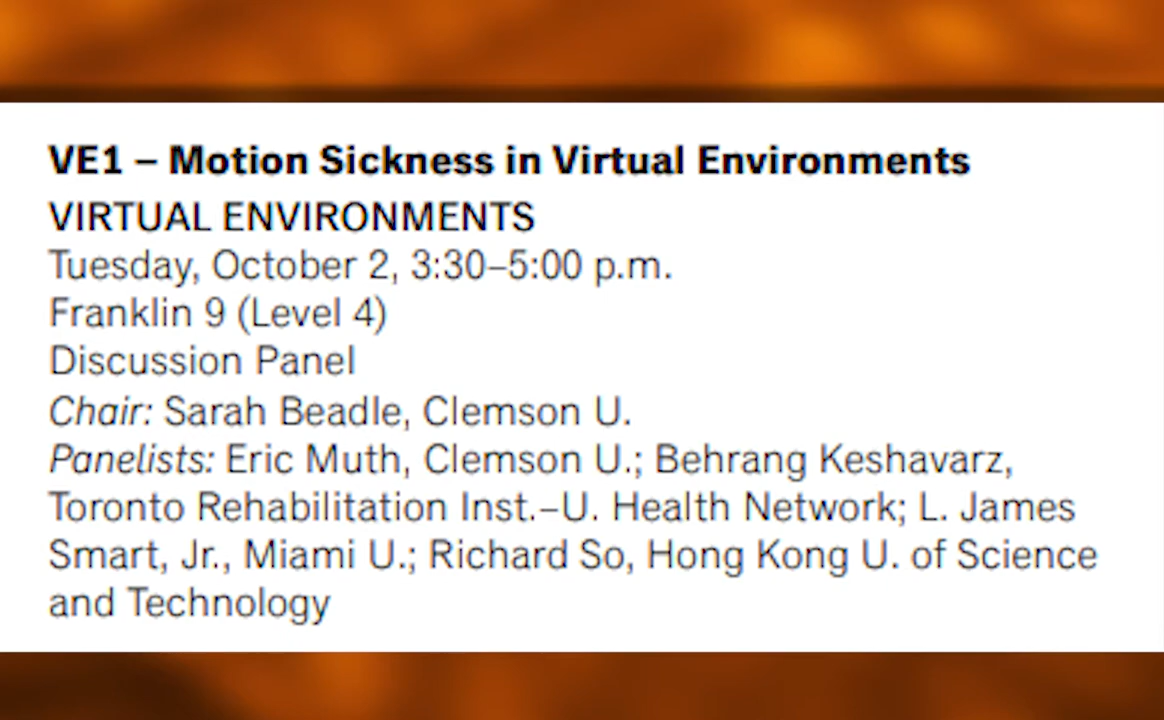 VE1 – Motion Sickness in Virtual Environments
VIRTUAL ENVIRONMENTS
Tuesday, October 2, 3:30–5:00 p.m.
Franklin 9 (Level 4)
Discussion Panel
Chair: Sarah Beadle, Clemson U.
Panelists: Eric Muth, Clemson U.; Behrang Keshavarz,
Toronto Rehabilitation Inst.–U. Health Network; L. James
Smart, Jr., Miami U.; Richard So, Hong Kong U. of Science
and Technology